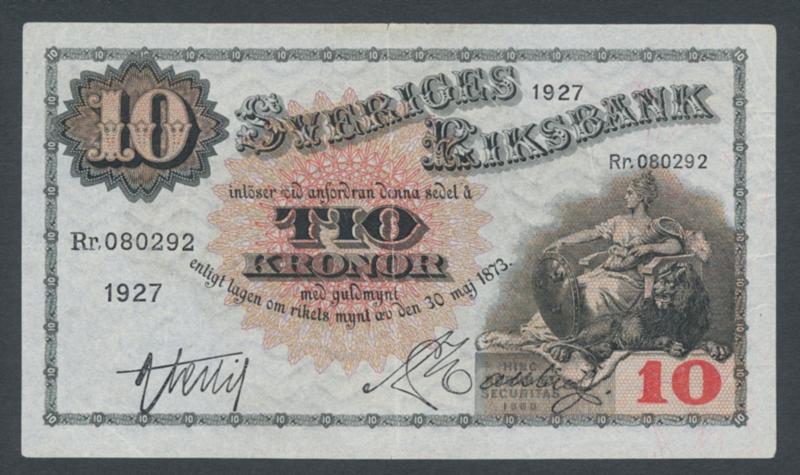 10
SVERIGES
RIKSBANK
1927
Rr. 080292
inlöser vid anfordran denna sedel å
TIO
KRONOR
med guldmynt
enligt lagen om rikets mynt av den 30 maj 1873.
Rr. 080292
1927
HINC
SECURITAS
10